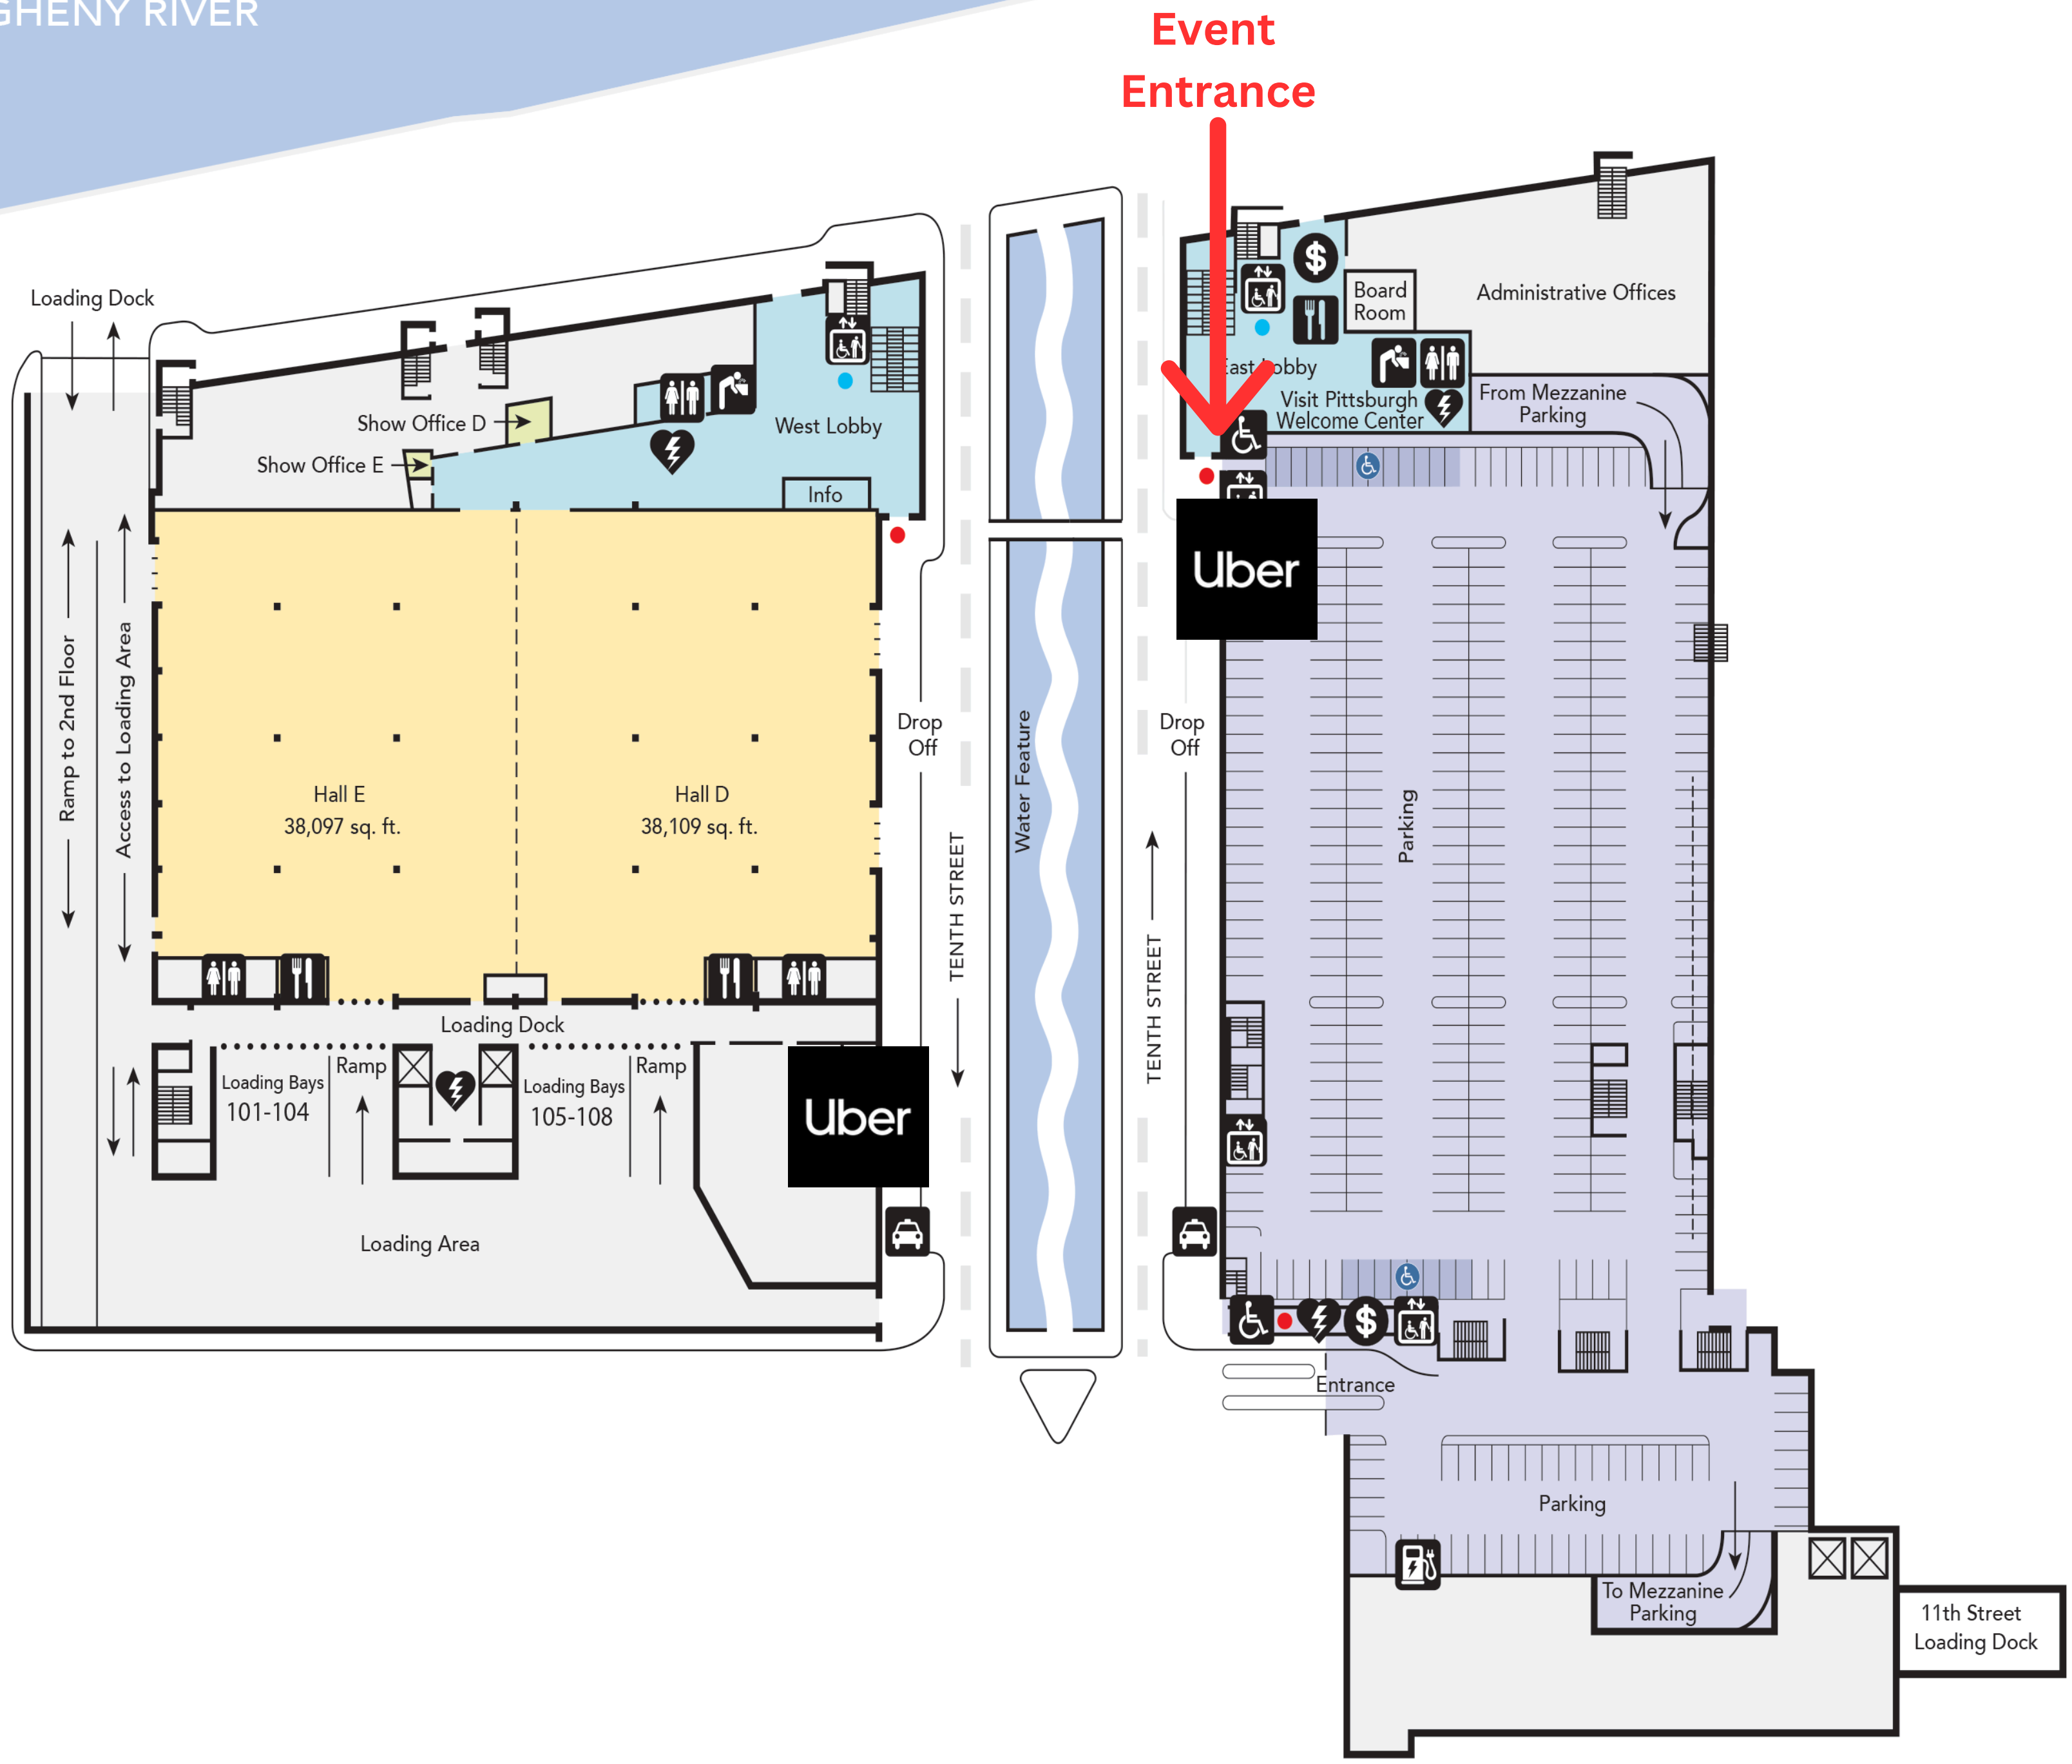 GHENY RIVER
Event
Entrance
Loading Dock
Show Office D
Show Office E
West Lobby
Info
$
Board
Room
Administrative Offices
East Lobby
Visit Pittsburgh
Welcome Center
From Mezzanine
Parking
Uber
Ramp to 2nd Floor
Access to Loading Area
Hall E
38,097 sq. ft.
Hall D
38,109 sq. ft.
Drop
Off
TENTH STREET
Water Feature
Drop
Off
TENTH STREET
Parking
Loading Dock
Loading Bays
101-104
Ramp
Loading Bays
105-108
Ramp
Uber
Loading Area
$
Entrance
Parking
To Mezzanine
Parking
11th Street
Loading Dock